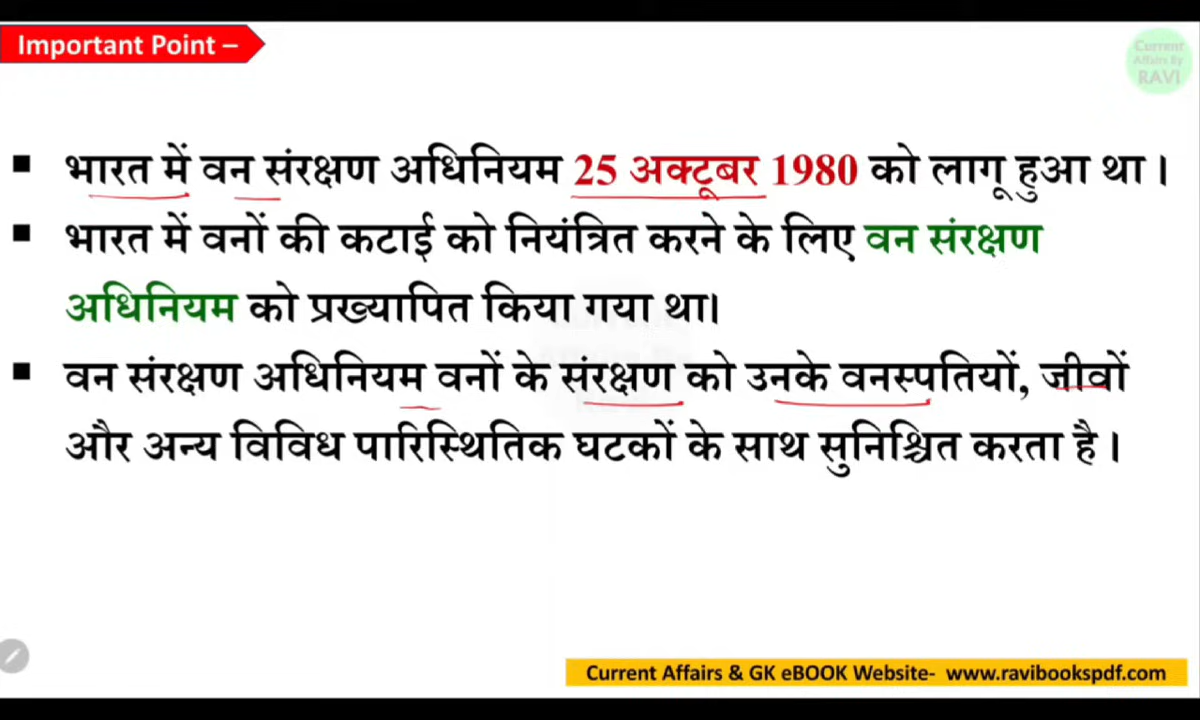 Important Point –
Current
Affairs By
RAVI
▪ भारत में वन संरक्षण अधिनियम 25 अक्टूबर 1980 को लागू हुआ था ।
▪ भारत में वनों की कटाई को नियंत्रित करने के लिए वन संरक्षण
अधिनियम को प्रख्यापित किया गया था।
▪ वन संरक्षण अधिनियम वनों के संरक्षण को उनके वनस्पतियों, जीवों
और अन्य विविध पारिस्थितिक घटकों के साथ सुनिश्चित करता है ।
Current Affairs & GK eBOOK Website- www.ravibookspdf.com